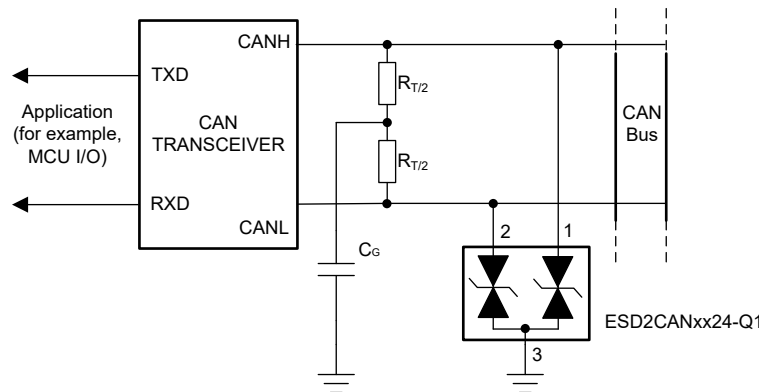 CANH
TXD
R_T/2
Application
(for example,
MCU I/O)
CAN
TRANSCEIVER
CAN
Bus
R_T/2
RXD
CANL
2
1
C_G
ESD2CANxx24-Q1
3